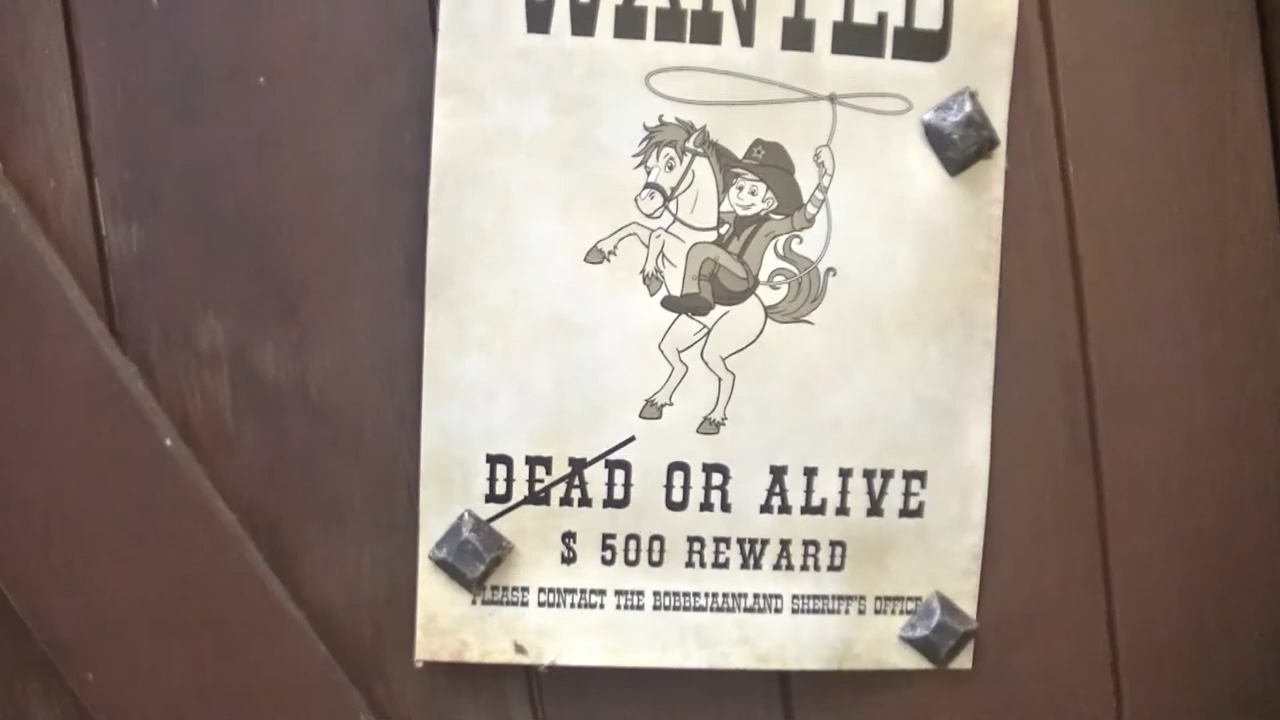 WANTED
DEAD OR ALIVE
$ 500 REWARD
PLEASE CONTACT THE BOBBEJAANLAND SHERIFF'S OFFICE